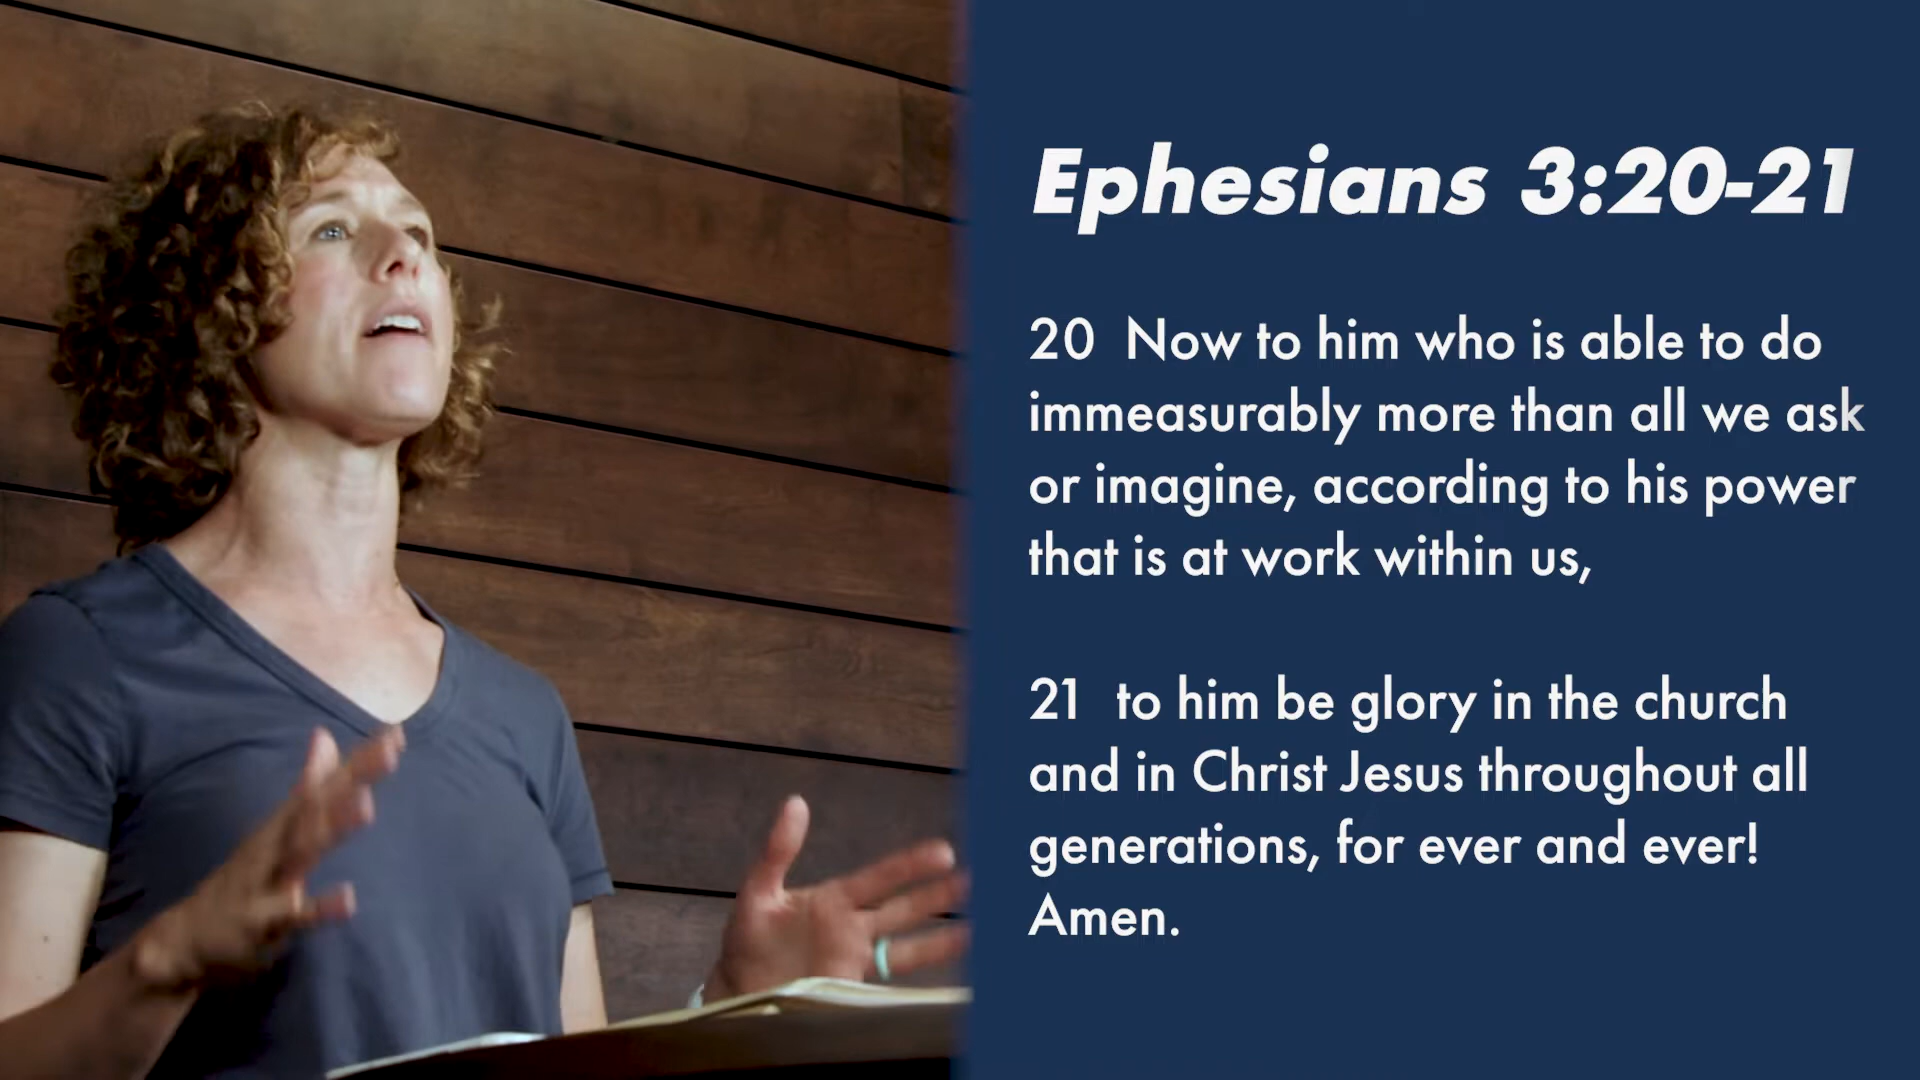 Ephesians 3:20-21
20 Now to him who is able to do
immeasurably more than all we ask
or imagine, according to his power
that is at work within us,
21 to him be glory in the church
and in Christ Jesus throughout all
generations, for ever and ever!
Amen.